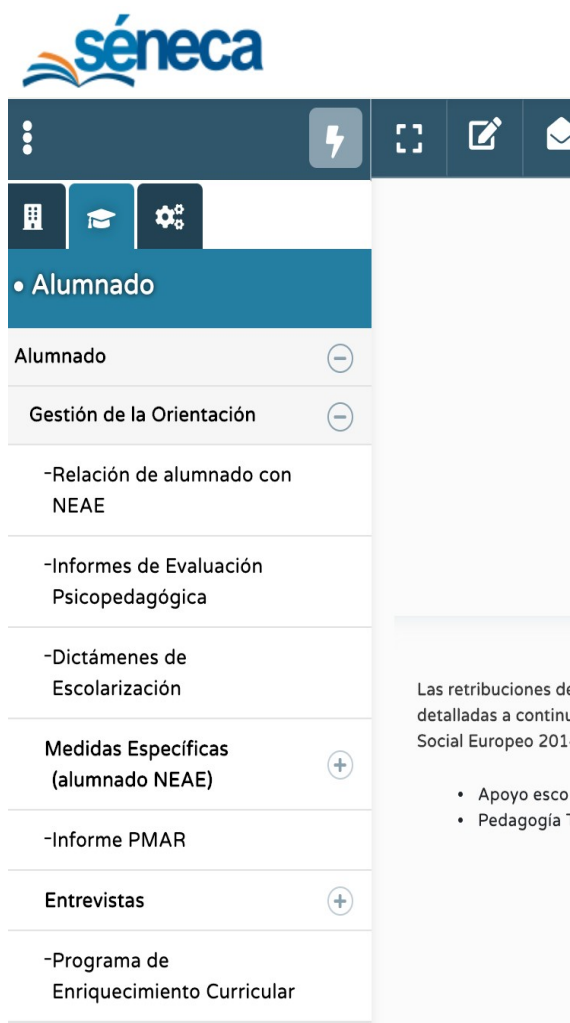 séneca
• Alumnado
Alumnado
Gestión de la Orientación
-Relación de alumnado con
NEAE
-Informes de Evaluación
Psicopedagógica
-Dictámenes de
Escolarización
Medidas Específicas
(alumnado NEAE)
-Informe PMAR
Entrevistas
-Programa de
Enriquecimiento Curricular
Las retribuciones de
detalladas a continu
Social Europeo 201
• Apoyo esco
• Pedagogía